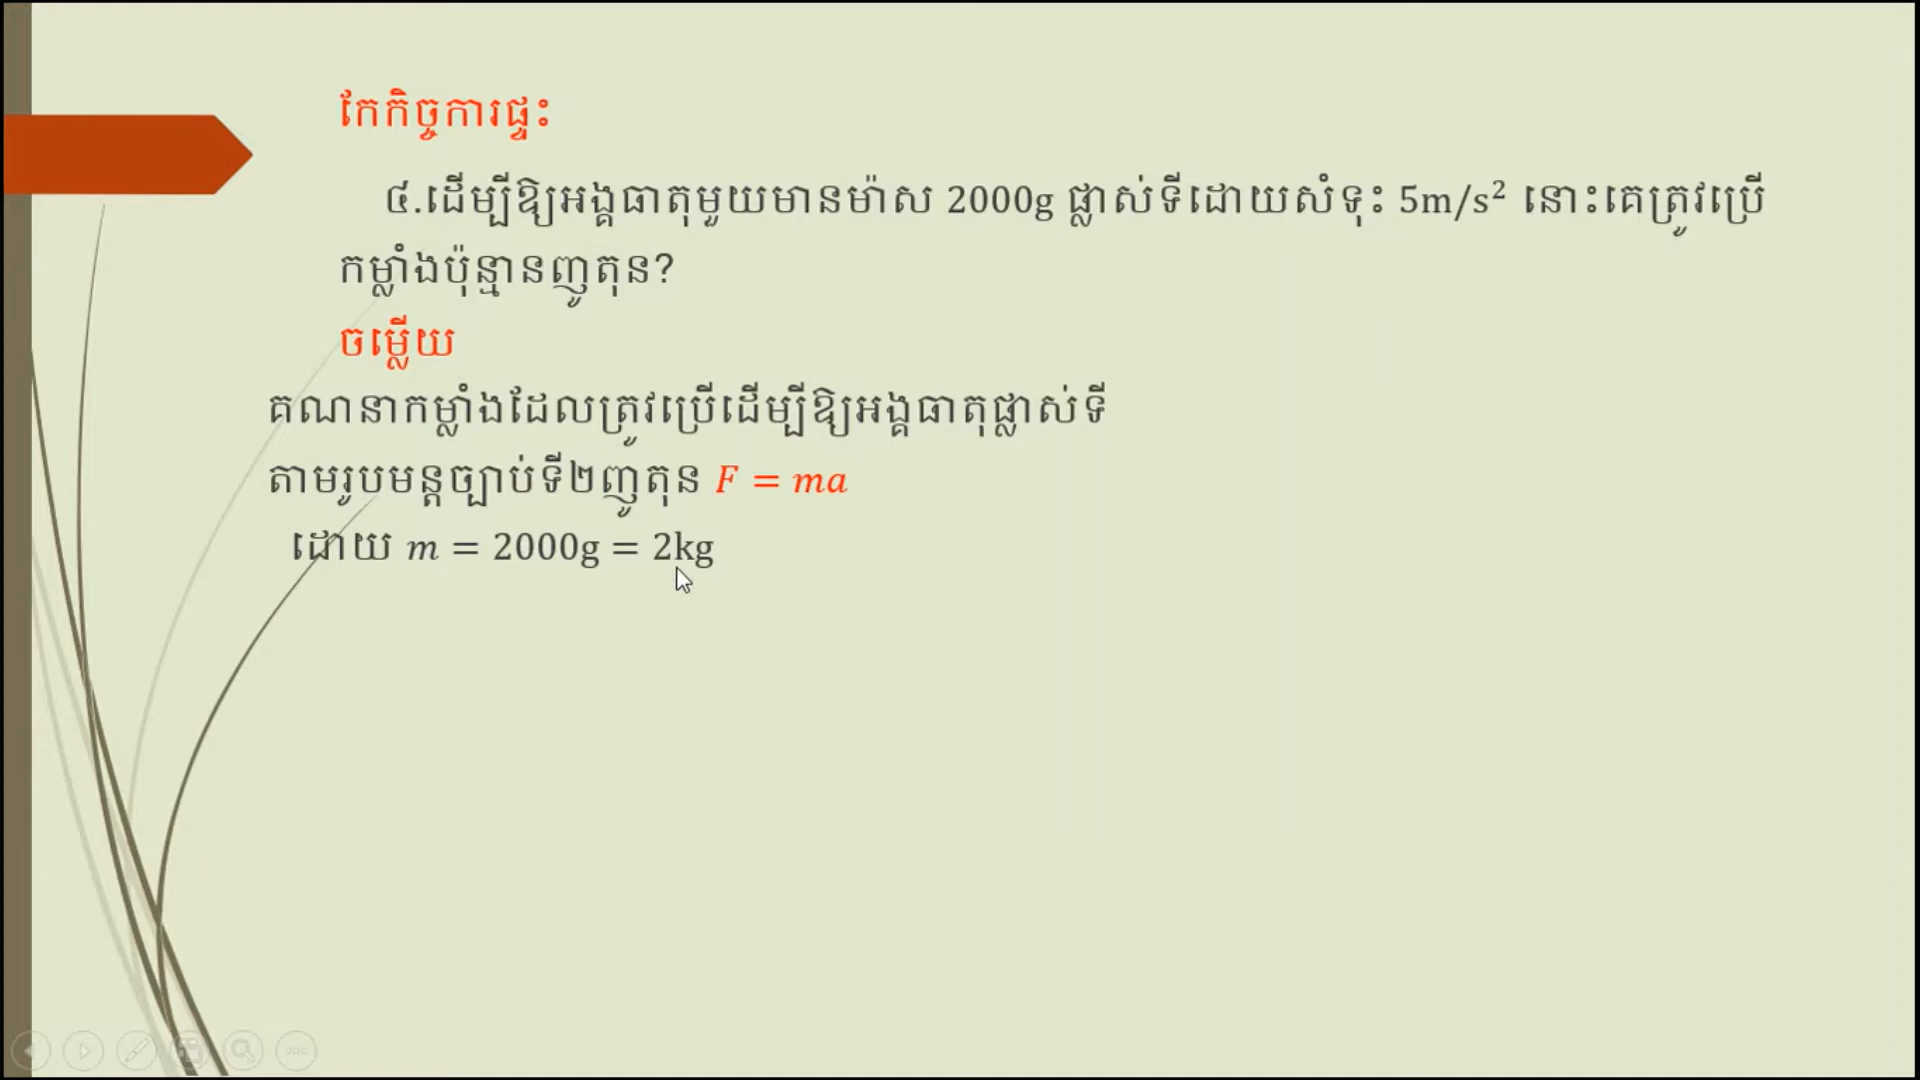 កែកិច្ចការផ្ទះ
៤.ដើម្បីឱ្យអង្គធាតុមួយមានម៉ាស 2000g ផ្លាស់ទីដោយសំទុះ 5m/s² នោះគេត្រូវប្រើ
កម្លាំងប៉ុន្មានញូតុន?
ចម្លើយ
គណនាកម្លាំងដែលត្រូវប្រើដើម្បីឱ្យអង្គធាតុផ្លាស់ទី
តាមរូបមន្តច្បាប់ទី២ញូតុន F = ma
ដោយ m = 2000g = 2kg